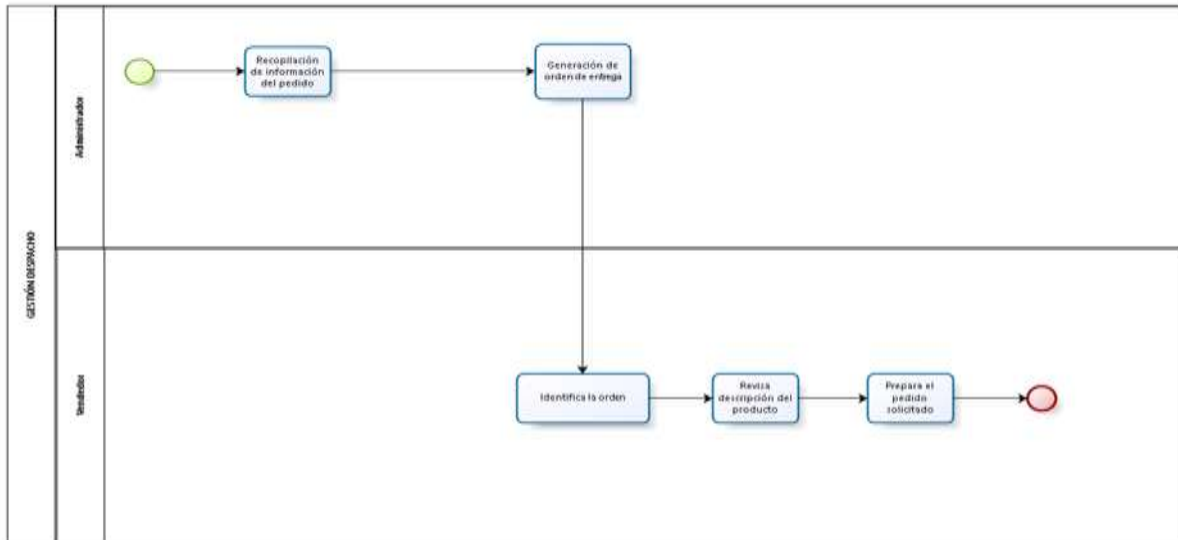 GESTIÓN DESPACHO
Administrador
Recopilación
de información
del pedido
Generación de
orden de entrega
Vendedor
Identifica la orden
Revisa
descripción del
producto
Prepara el
pedido
solicitado